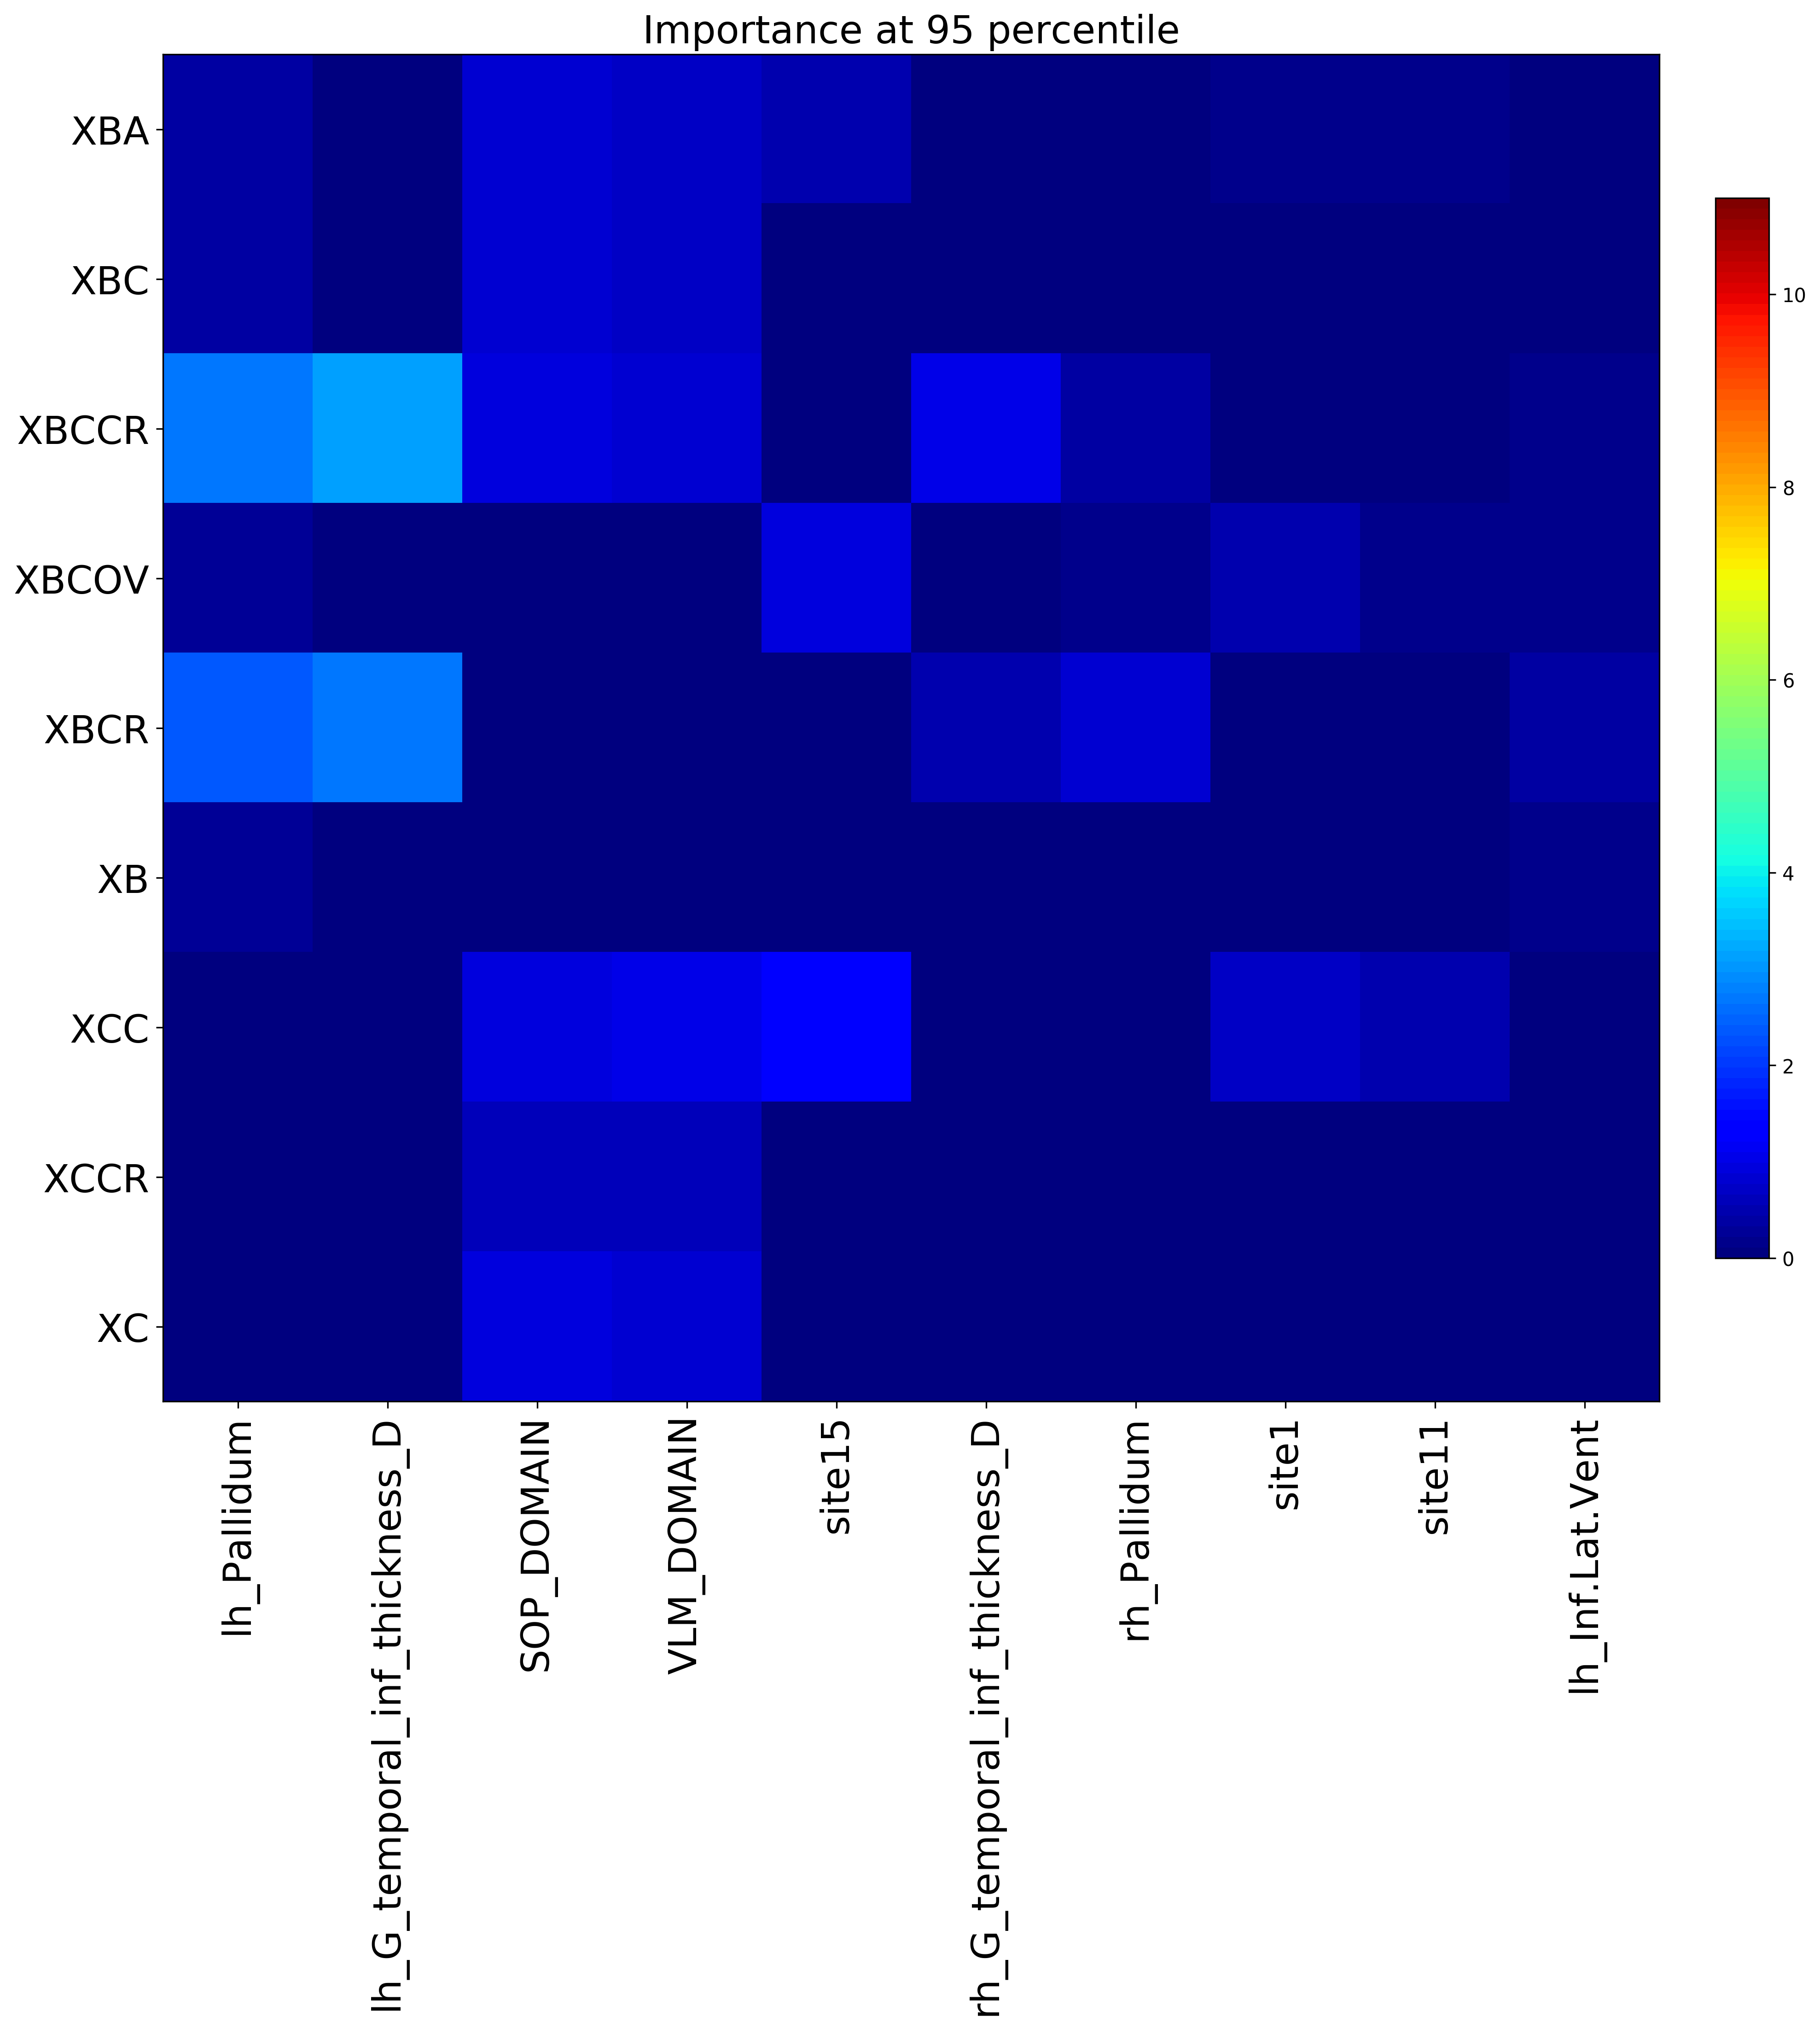 Importance at 95 percentile
XBA
XBC
XBCCR
XBCOV
XBCR
XB
XCC
XCCR
XC
lh_Pallidum
lh_G_temporal_inf_thickness_D
SOP_DOMAIN
VLM_DOMAIN
site15
rh_G_temporal_inf_thickness_D
rh_Pallidum
site1
site11
lh_Inf.Lat.Vent
10
8
6
4
2
0